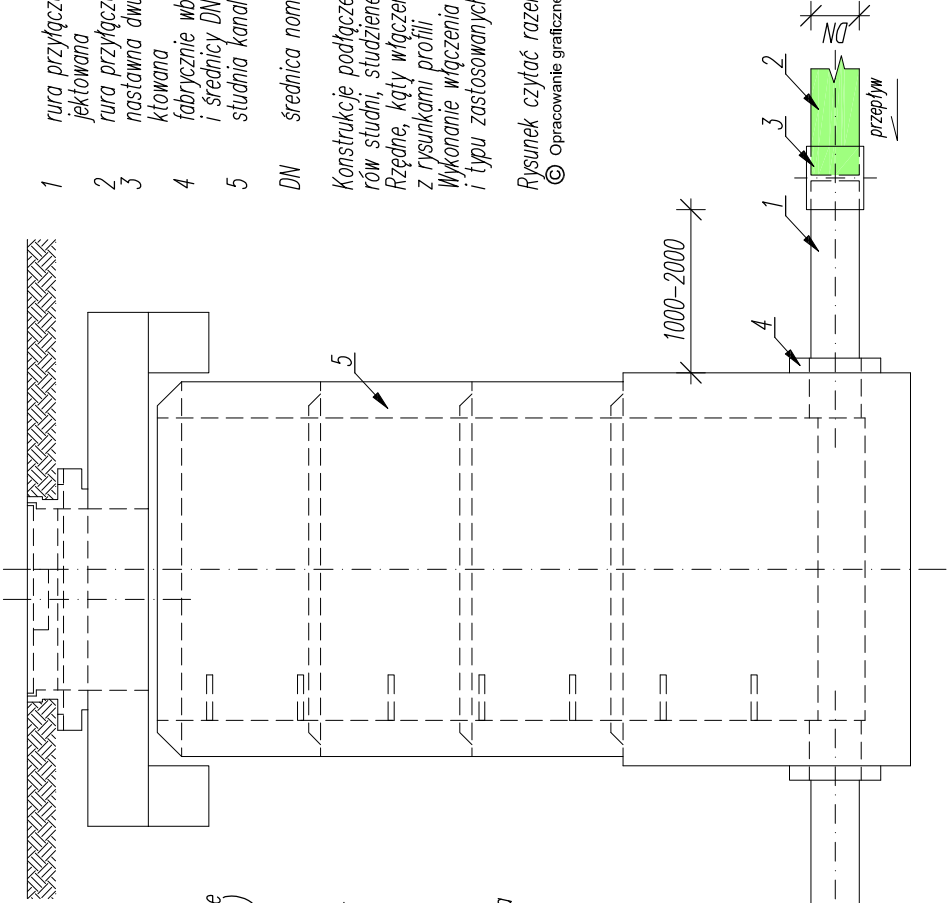 1 rura przyłącz
jektowana
2 rura przyłącz
3 nastawna dwu
ktowana
4 fabrycznie wb
i średnicy DN
5 studnia kanal
DN średnica nom
Konstrukcje podłącze
rów studni, studziene
Rzędne, kąty włączen
z rysunkami profili
Wykonanie włączenia
i typu zastosowanych
Rysunek czytać razem
© Opracowanie graficzne
5
4
1000-2000
1
3
2
DN
przepływ
e
)
a